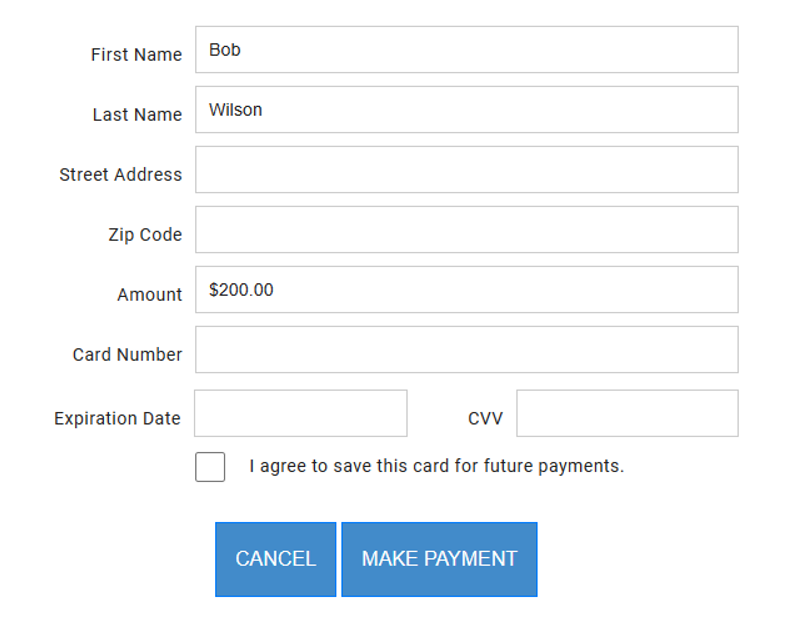 First Name Bob
Last Name Wilson
Street Address
Zip Code
Amount $200.00
Card Number
Expiration Date CVV
I agree to save this card for future payments.
CANCEL MAKE PAYMENT